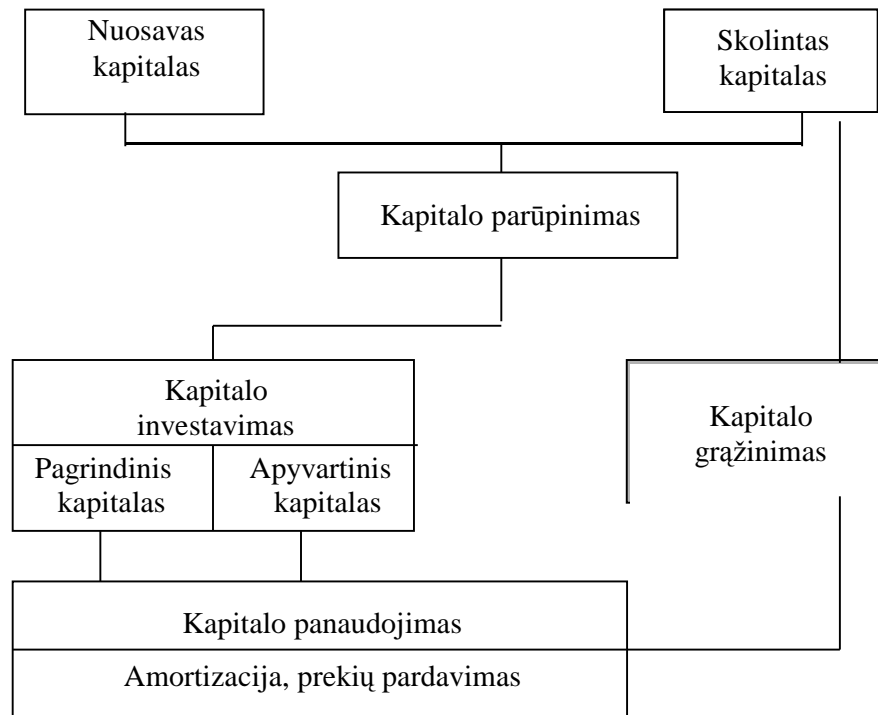 Nuosavas
kapitalas
Skolintas
kapitalas
Kapitalo parūpinimas
Kapitalo
investavimas
Pagrindinis
kapitalas
Apyvartinis
kapitalas
Kapitalo
grąžinimas
Kapitalo panaudojimas
Amortizacija, prekių pardavimas